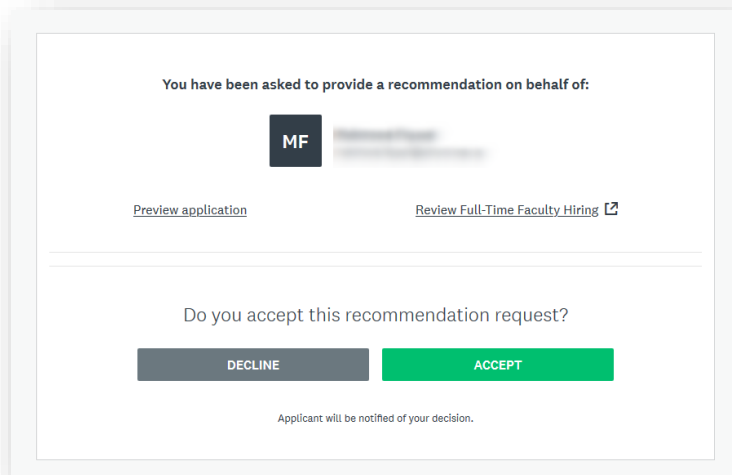 You have been asked to provide a recommendation on behalf of:
MF
Preview application
Review Full-Time Faculty Hiring
Do you accept this recommendation request?
DECLINE
ACCEPT
Applicant will be notified of your decision.